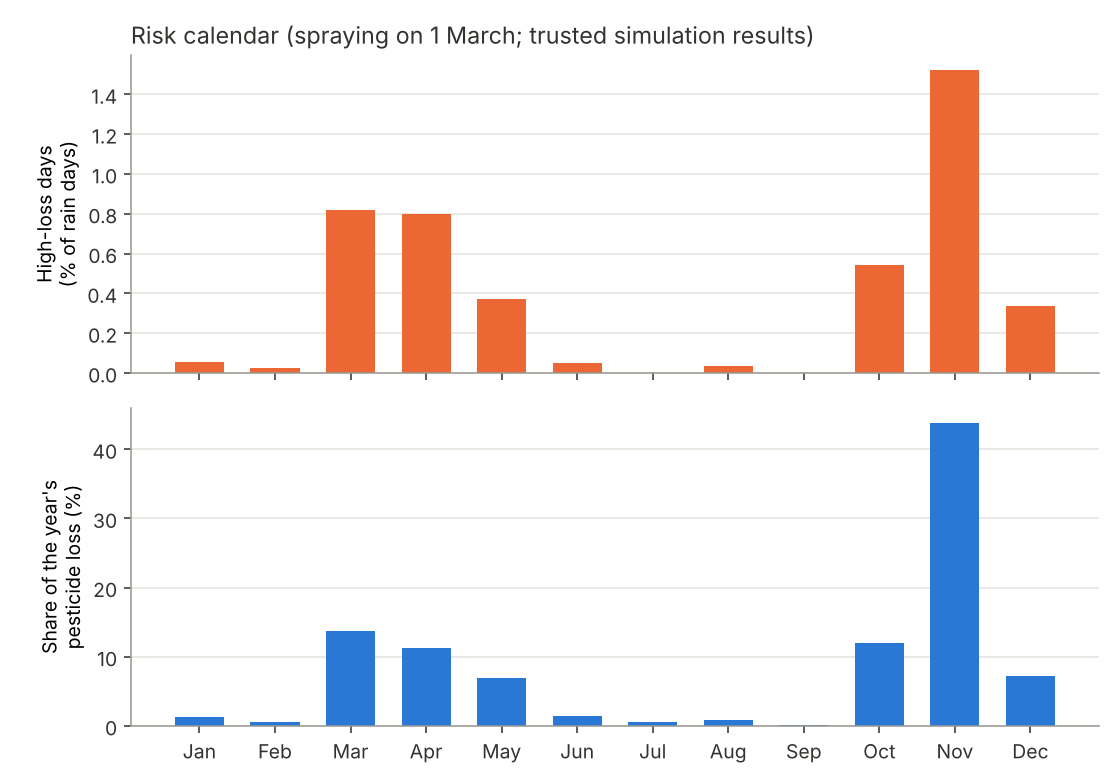 Risk calendar (spraying on 1 March; trusted simulation results)
High-loss days
(% of rain days)
1.4
1.2
1.0
0.8
0.6
0.4
0.2
0.0
Share of the year's
pesticide loss (%)
40
30
20
10
0
Jan Feb Mar Apr May Jun Jul Aug Sep Oct Nov Dec